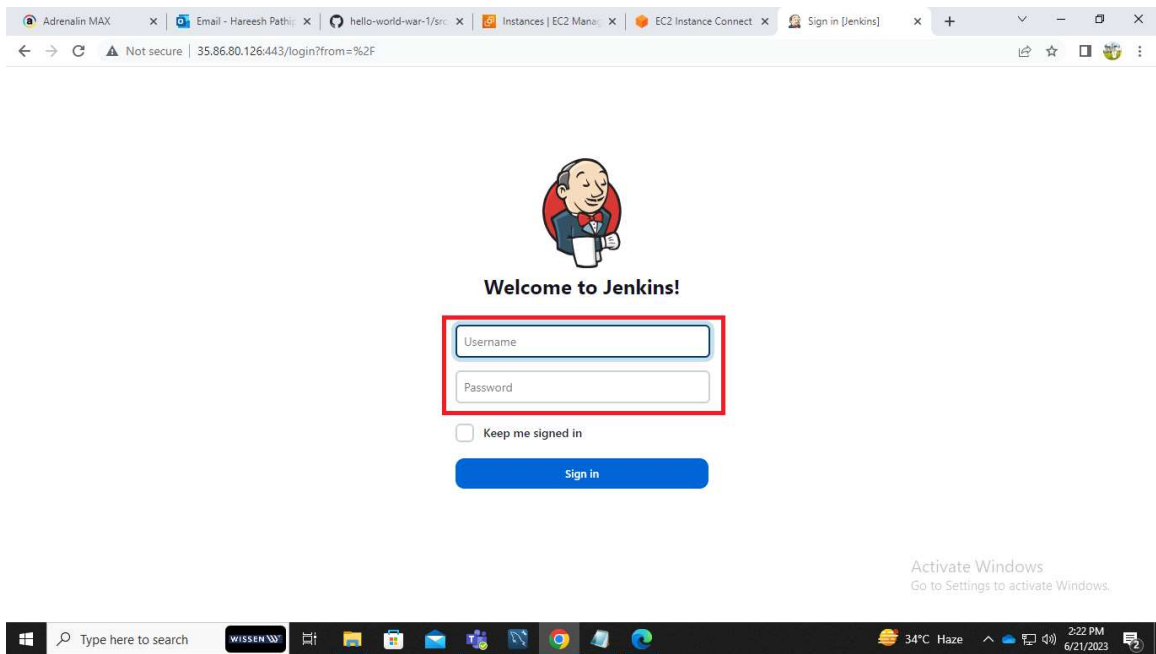 Adrenalin MAX
Email - Hareesh Pathip
hello-world-war-1/src
Instances | EC2 Manag
EC2 Instance Connect
Sign in [Jenkins]
Not secure | 35.86.80.126:443/login?from=%2F
Welcome to Jenkins!
Username
Password
Keep me signed in
Sign in
Activate Windows
Go to Settings to activate Windows.
Type here to search
WISSEN
34°C Haze
2:22 PM
6/21/2023
2